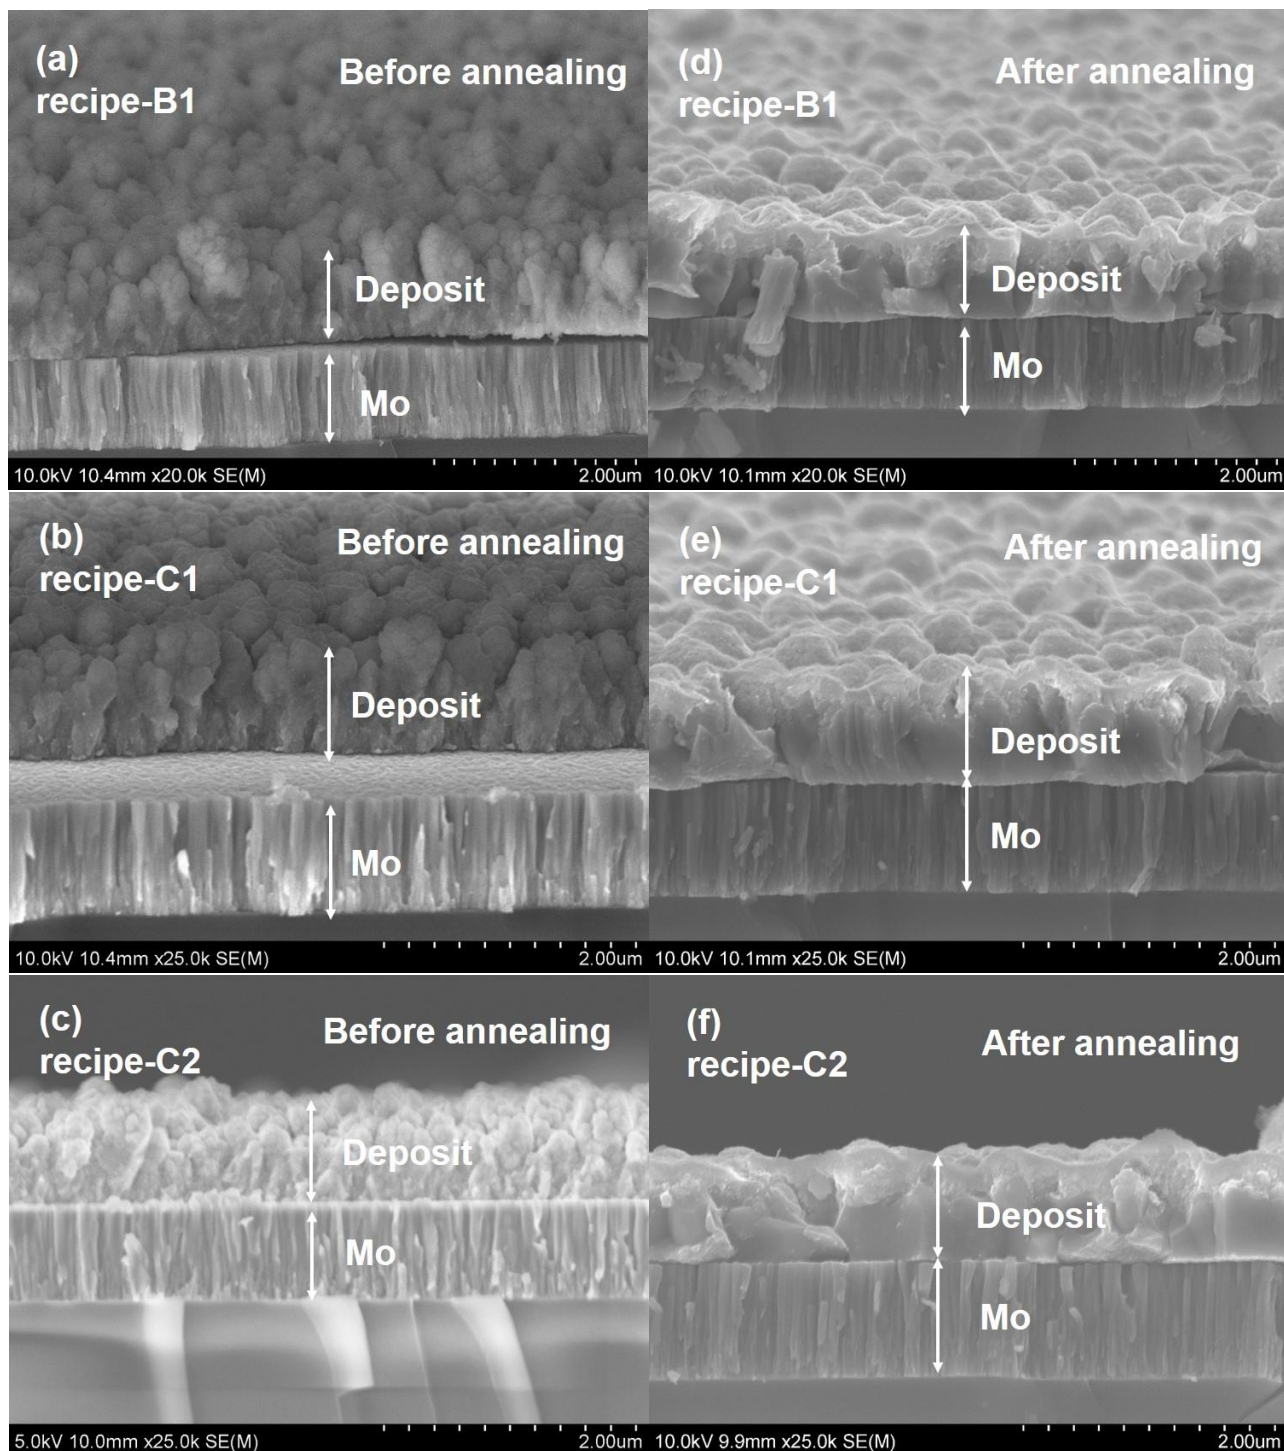 (a)
recipe-B1
Before annealing
Deposit
Mo
10.0kV 10.4mm x20.0k SE(M)
2.00um
(d)
recipe-B1
After annealing
Deposit
Mo
10.0kV 10.1mm x20.0k SE(M)
2.00um
(b)
recipe-C1
Before annealing
Deposit
Mo
10.0kV 10.4mm x25.0k SE(M)
2.00um
(e)
recipe-C1
After annealing
Deposit
Mo
10.0kV 10.1mm x25.0k SE(M)
2.00um
(c)
recipe-C2
Before annealing
Deposit
Mo
5.0kV 10.0mm x25.0k SE(M)
2.00um
(f)
recipe-C2
After annealing
Deposit
Mo
10.0kV 9.9mm x25.0k SE(M)
2.00um